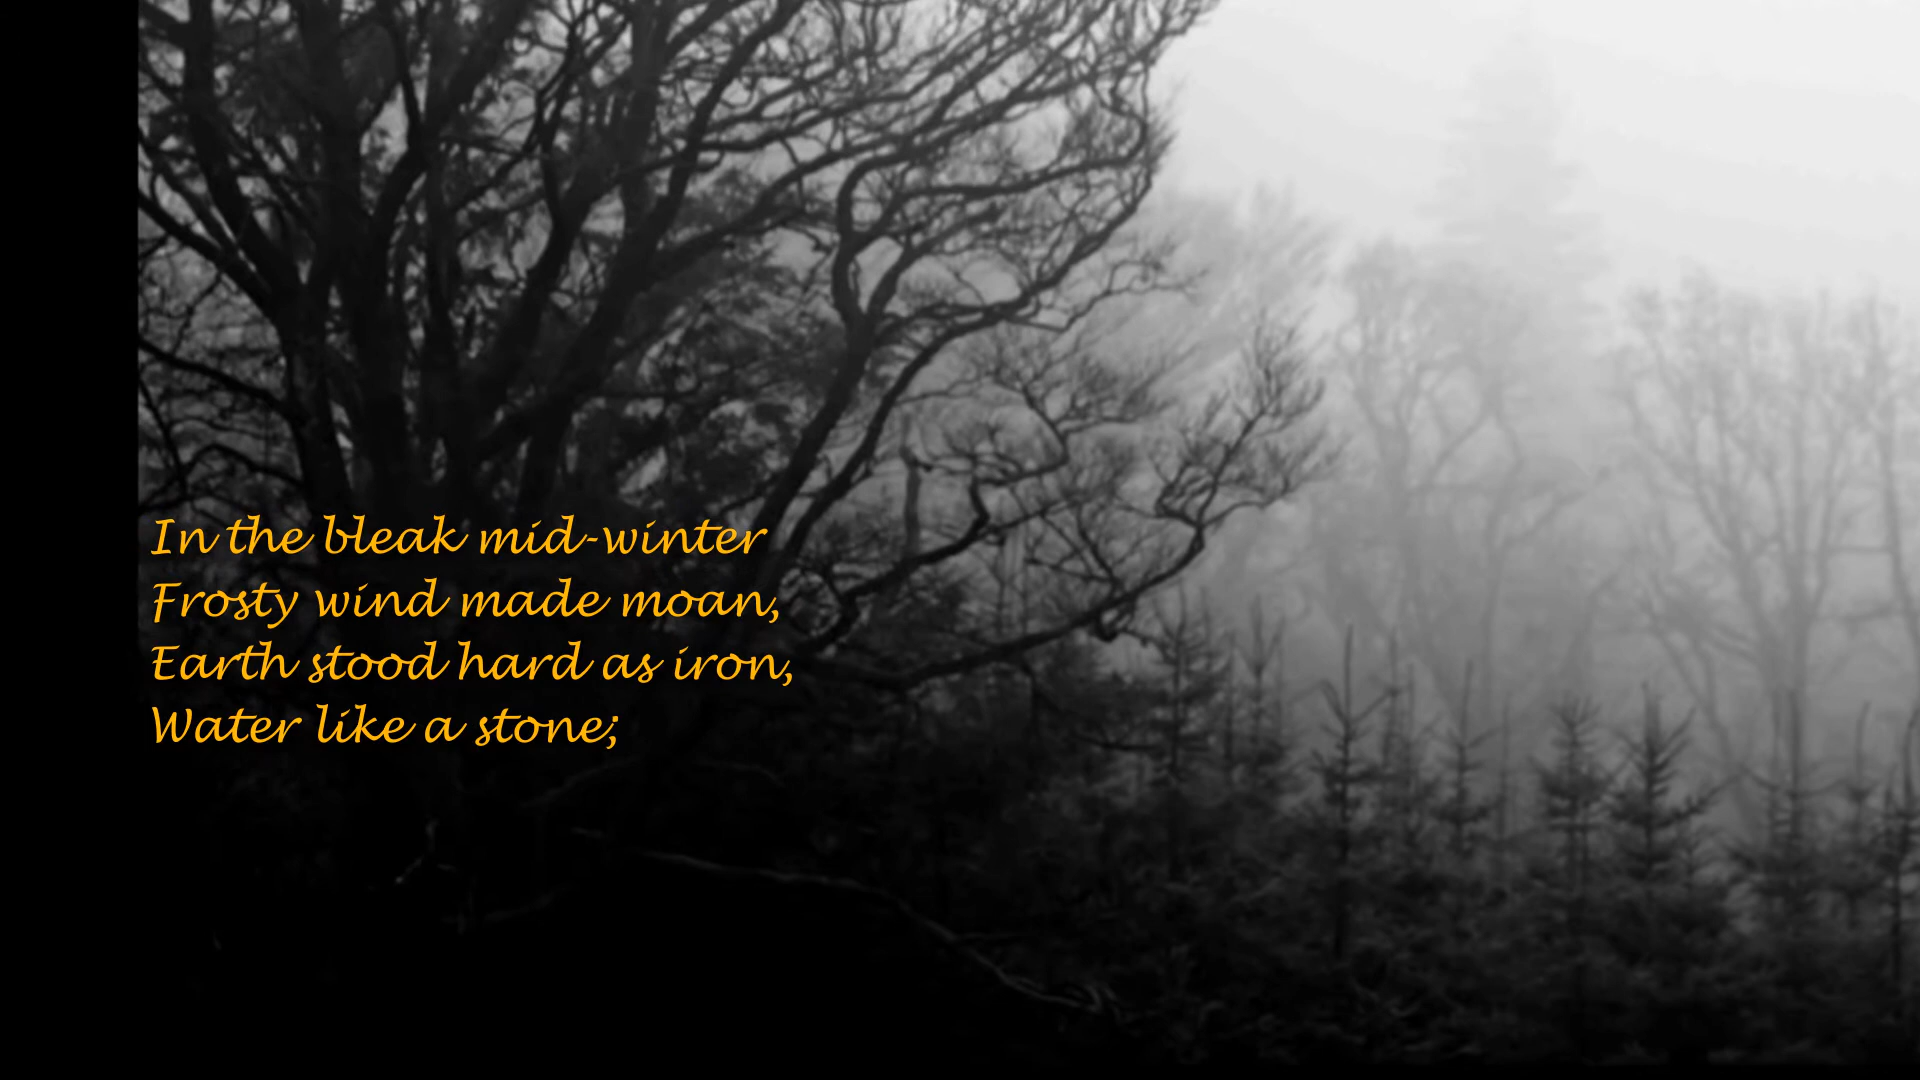 In the bleak mid-winter
Frosty wind made moan,
Earth stood hard as iron,
Water like a stone;